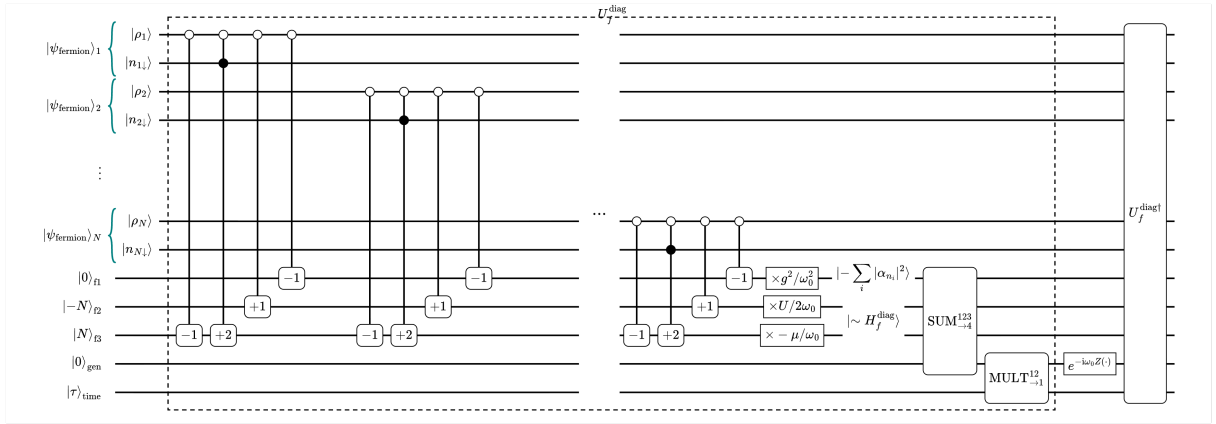 U_f^diag
|ψ_fermion⟩_1 |ρ_1⟩
|n_1↓⟩
|ψ_fermion⟩_2 |ρ_2⟩
|n_2↓⟩
⋮
|ψ_fermion⟩_N |ρ_N⟩
|n_N↓⟩
...
U_f^diag†
|0⟩_f1 −1 −1 −1 ×g²/ω_0² |−∑_i |α_{n_i}|²⟩
|−N⟩_f2 +1 +1 +1 ×U/2ω_0
|∼ H_f^diag⟩
SUM^{123}_{→4}
|N⟩_f3 −1 +2 −1 +2 −1 +2 × − μ/ω_0
|0⟩_gen e^{−iω_0 Z(·)}
MULT^{12}_{→1}
|τ⟩_time